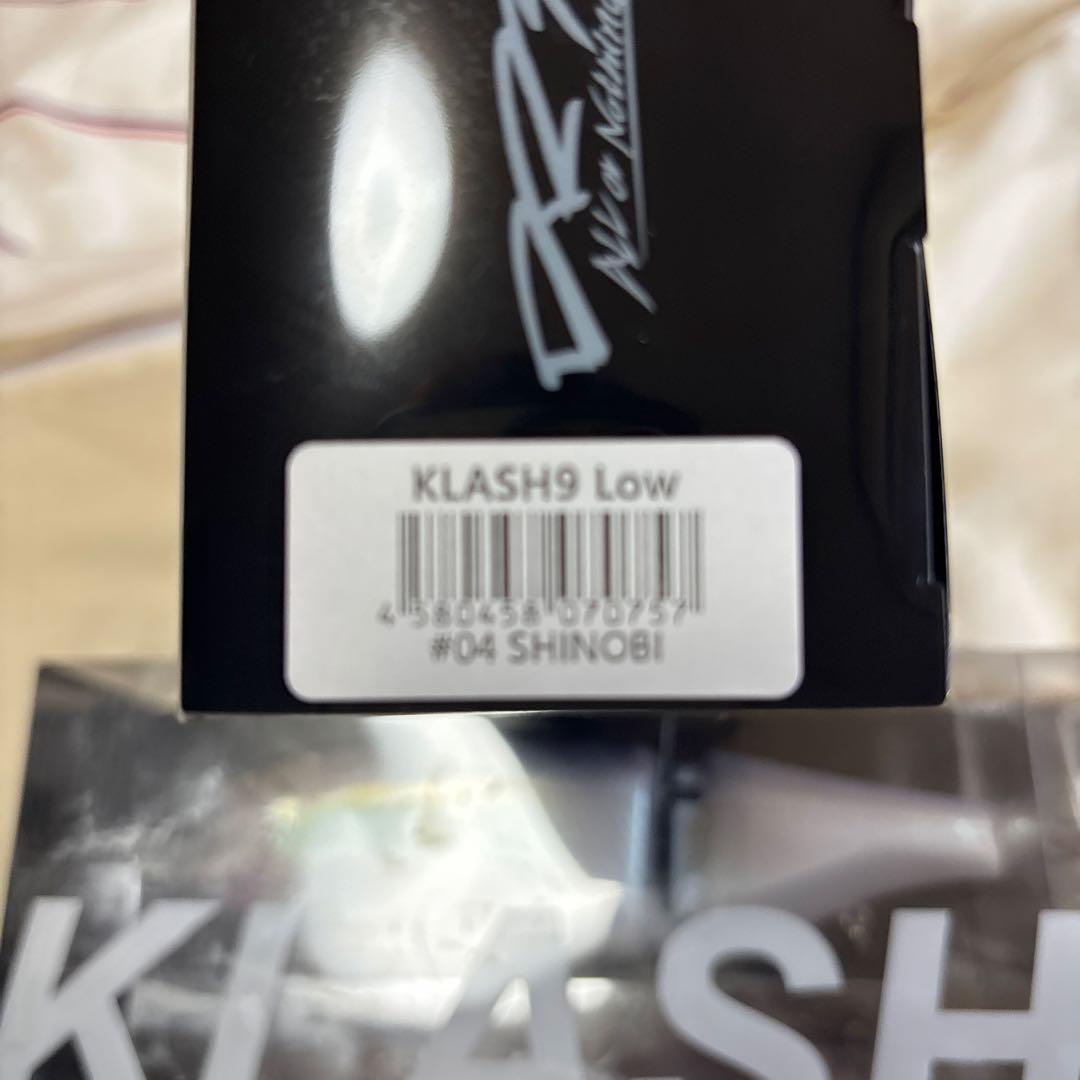 All or Nothing
KLASH9 Low
4 580458 070757
#04 SHINOBI
KLASH